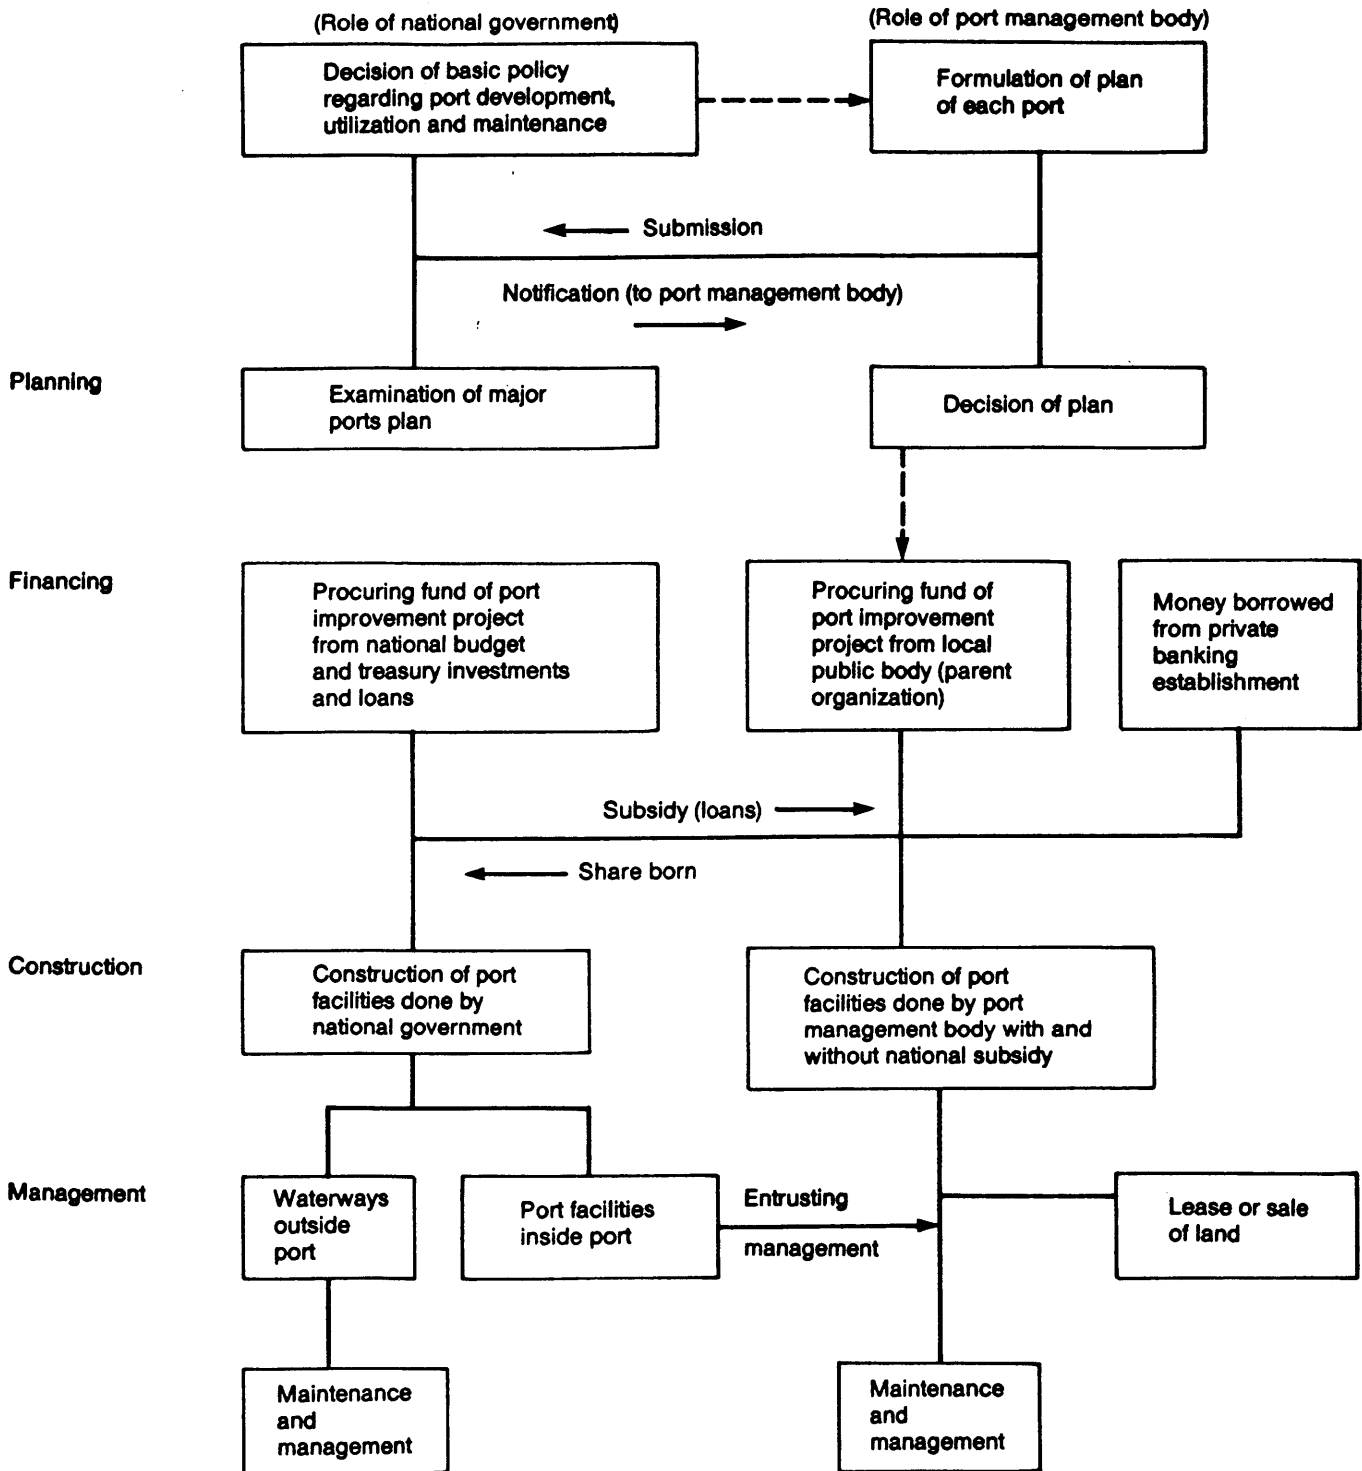 (Role of national government)
(Role of port management body)
Decision of basic policy
regarding port development,
utilization and maintenance
Formulation of plan
of each port
Submission
Notification (to port management body)
Planning
Examination of major
ports plan
Decision of plan
Financing
Procuring fund of port
improvement project
from national budget
and treasury investments
and loans
Procuring fund of
port improvement
project from local
public body (parent
organization)
Money borrowed
from private
banking
establishment
Subsidy (loans)
Share born
Construction
Construction of port
facilities done by
national government
Construction of port
facilities done by port
management body with and
without national subsidy
Management
Waterways
outside
port
Port facilities
inside port
Entrusting
management
Lease or sale
of land
Maintenance
and
management
Maintenance
and
management